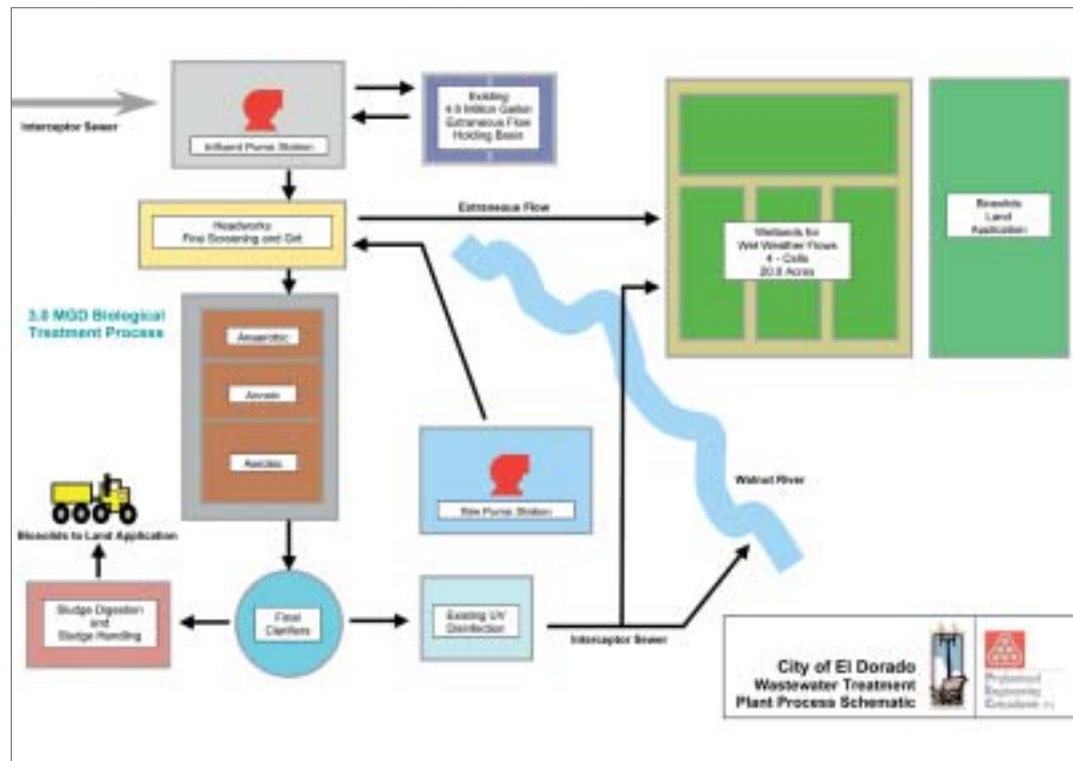 Interceptor Sewer
Influent Pump Station
Existing
Million Gallon
Extraneous Flow
Holding Basin
Headworks
Fine Screening and Grit
Extraneous Flow
Wetlands for
Wet Weather Flows
4 - Cells
20.0 Acres
Biosolids
Land
Application
3.0 MGD Biological
Treatment Process
Anaerobic
Anoxic
Aerobic
Site Pump Station
Walnut River
Biosolids to Land Application
Sludge Digestion
and
Sludge Handling
Final
Clarifiers
Existing UV
Disinfection
Interceptor Sewer
City of El Dorado
Wastewater Treatment
Plant Process Schematic
Professional
Engineering
Consultants